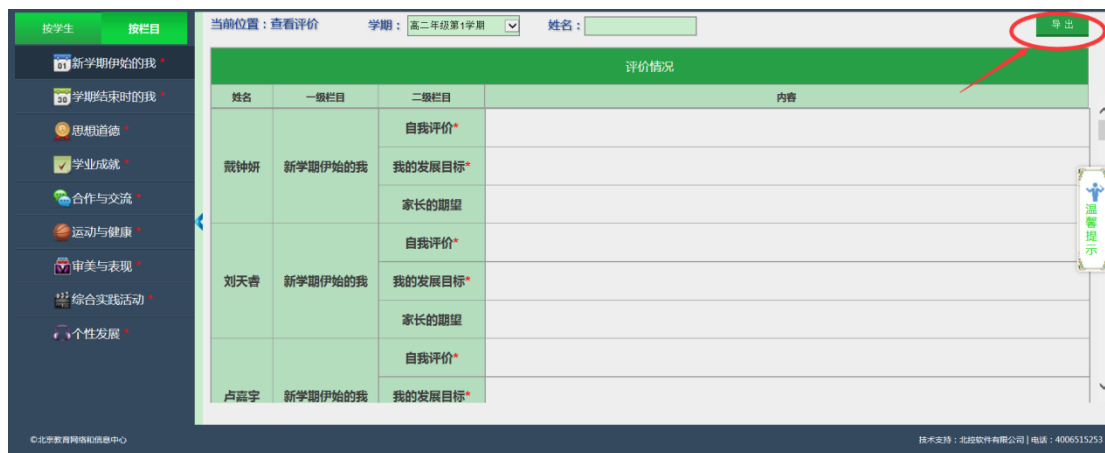 按学生 按栏目 当前位置：查看评价 学期： 高二年级第1学期 姓名： 导出
新学期伊始的我 *
学期结束时的我 *
思想道德 *
学业成就 *
合作与交流 *
运动与健康 *
审美与表现 *
综合实践活动 *
个性发展 *
评价情况
姓名 一级栏目 二级栏目 内容
戴钟妍 新学期伊始的我 自我评价*
我的发展目标*
家长的期望
刘天睿 新学期伊始的我 自我评价*
我的发展目标*
家长的期望
卢嘉宇 新学期伊始的我 自我评价*
我的发展目标*
温馨提示
©北京教育网络和信息中心 技术支持：北控软件有限公司 | 电话：4006515253